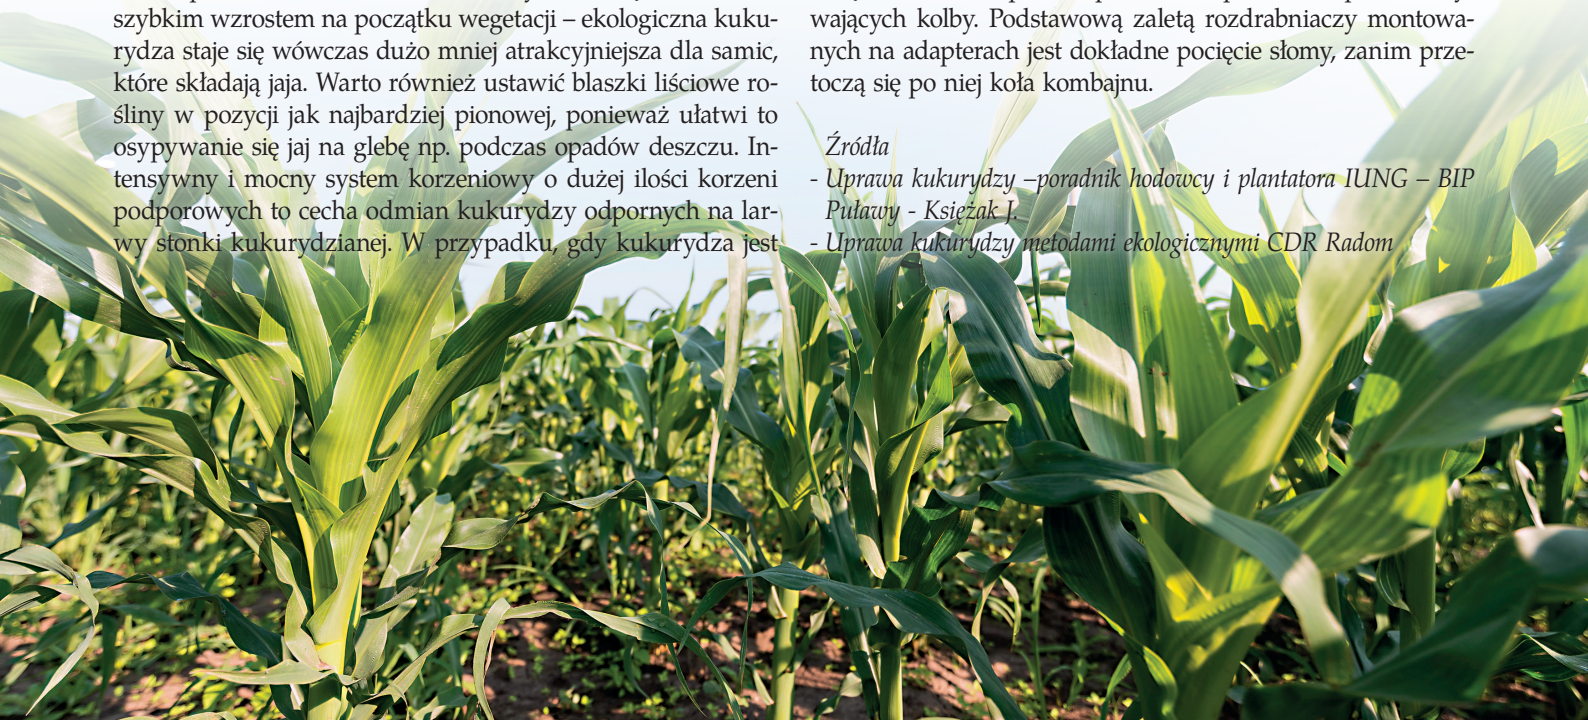 szybkim wzrostem na początku wegetacji – ekologiczna kuku-
rydza staje się wówczas dużo mniej atrakcyjniejsza dla samic,
które składają jaja. Warto również ustawić blaszki liściowe ro-
śliny w pozycji jak najbardziej pionowej, ponieważ ułatwi to
osypywanie się jaj na glebę np. podczas opadów deszczu. In-
tensywny i mocny system korzeniowy o dużej ilości korzeni
podporowych to cecha odmian kukurydzy odpornych na lar-
wy stonki kukurydzianej. W przypadku, gdy kukurydza jest
wających kolby. Podstawową zaletą rozdrabniaczy montowa-
nych na adapterach jest dokładne pocięcie słomy, zanim prze-
toczą się po niej koła kombajnu.
Źródła
- Uprawa kukurydzy –poradnik hodowcy i plantatora IUNG – BIP
Puławy - Księżak J.
- Uprawa kukurydzy metodami ekologicznymi CDR Radom